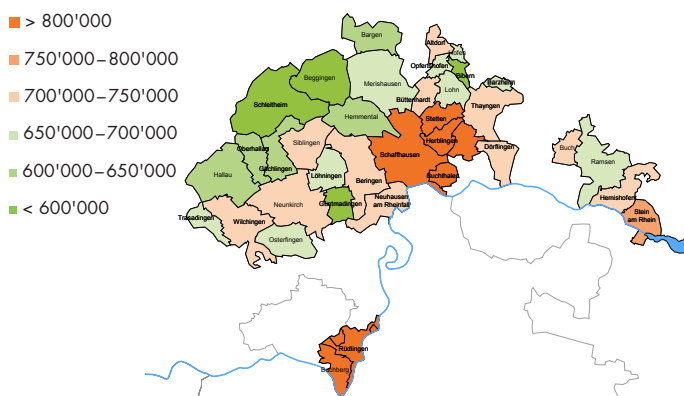 > 800'000
750'000–800'000
700'000–750'000
650'000–700'000
600'000–650'000
< 600'000
Bargen
Altdorf
Hofen
Opfertshofen
Bibern
Beggingen
Merishausen
Barzheim
Lohn
Schleitheim
Büttenhardt
Thayngen
Hemmental
Stetten
Siblingen
Herblingen
Oberhallau
Schaffhausen
Dörflingen
Buch
Ramsen
Gächlingen
Hallau
Löhningen
Buchthalen
Beringen
Neunkirch
Guntmadingen
Neuhausen
am Rheinfall
Hemishofen
Trasadingen
Wilchingen
Stein
am Rhein
Osterfingen
Rüdlingen
Buchberg